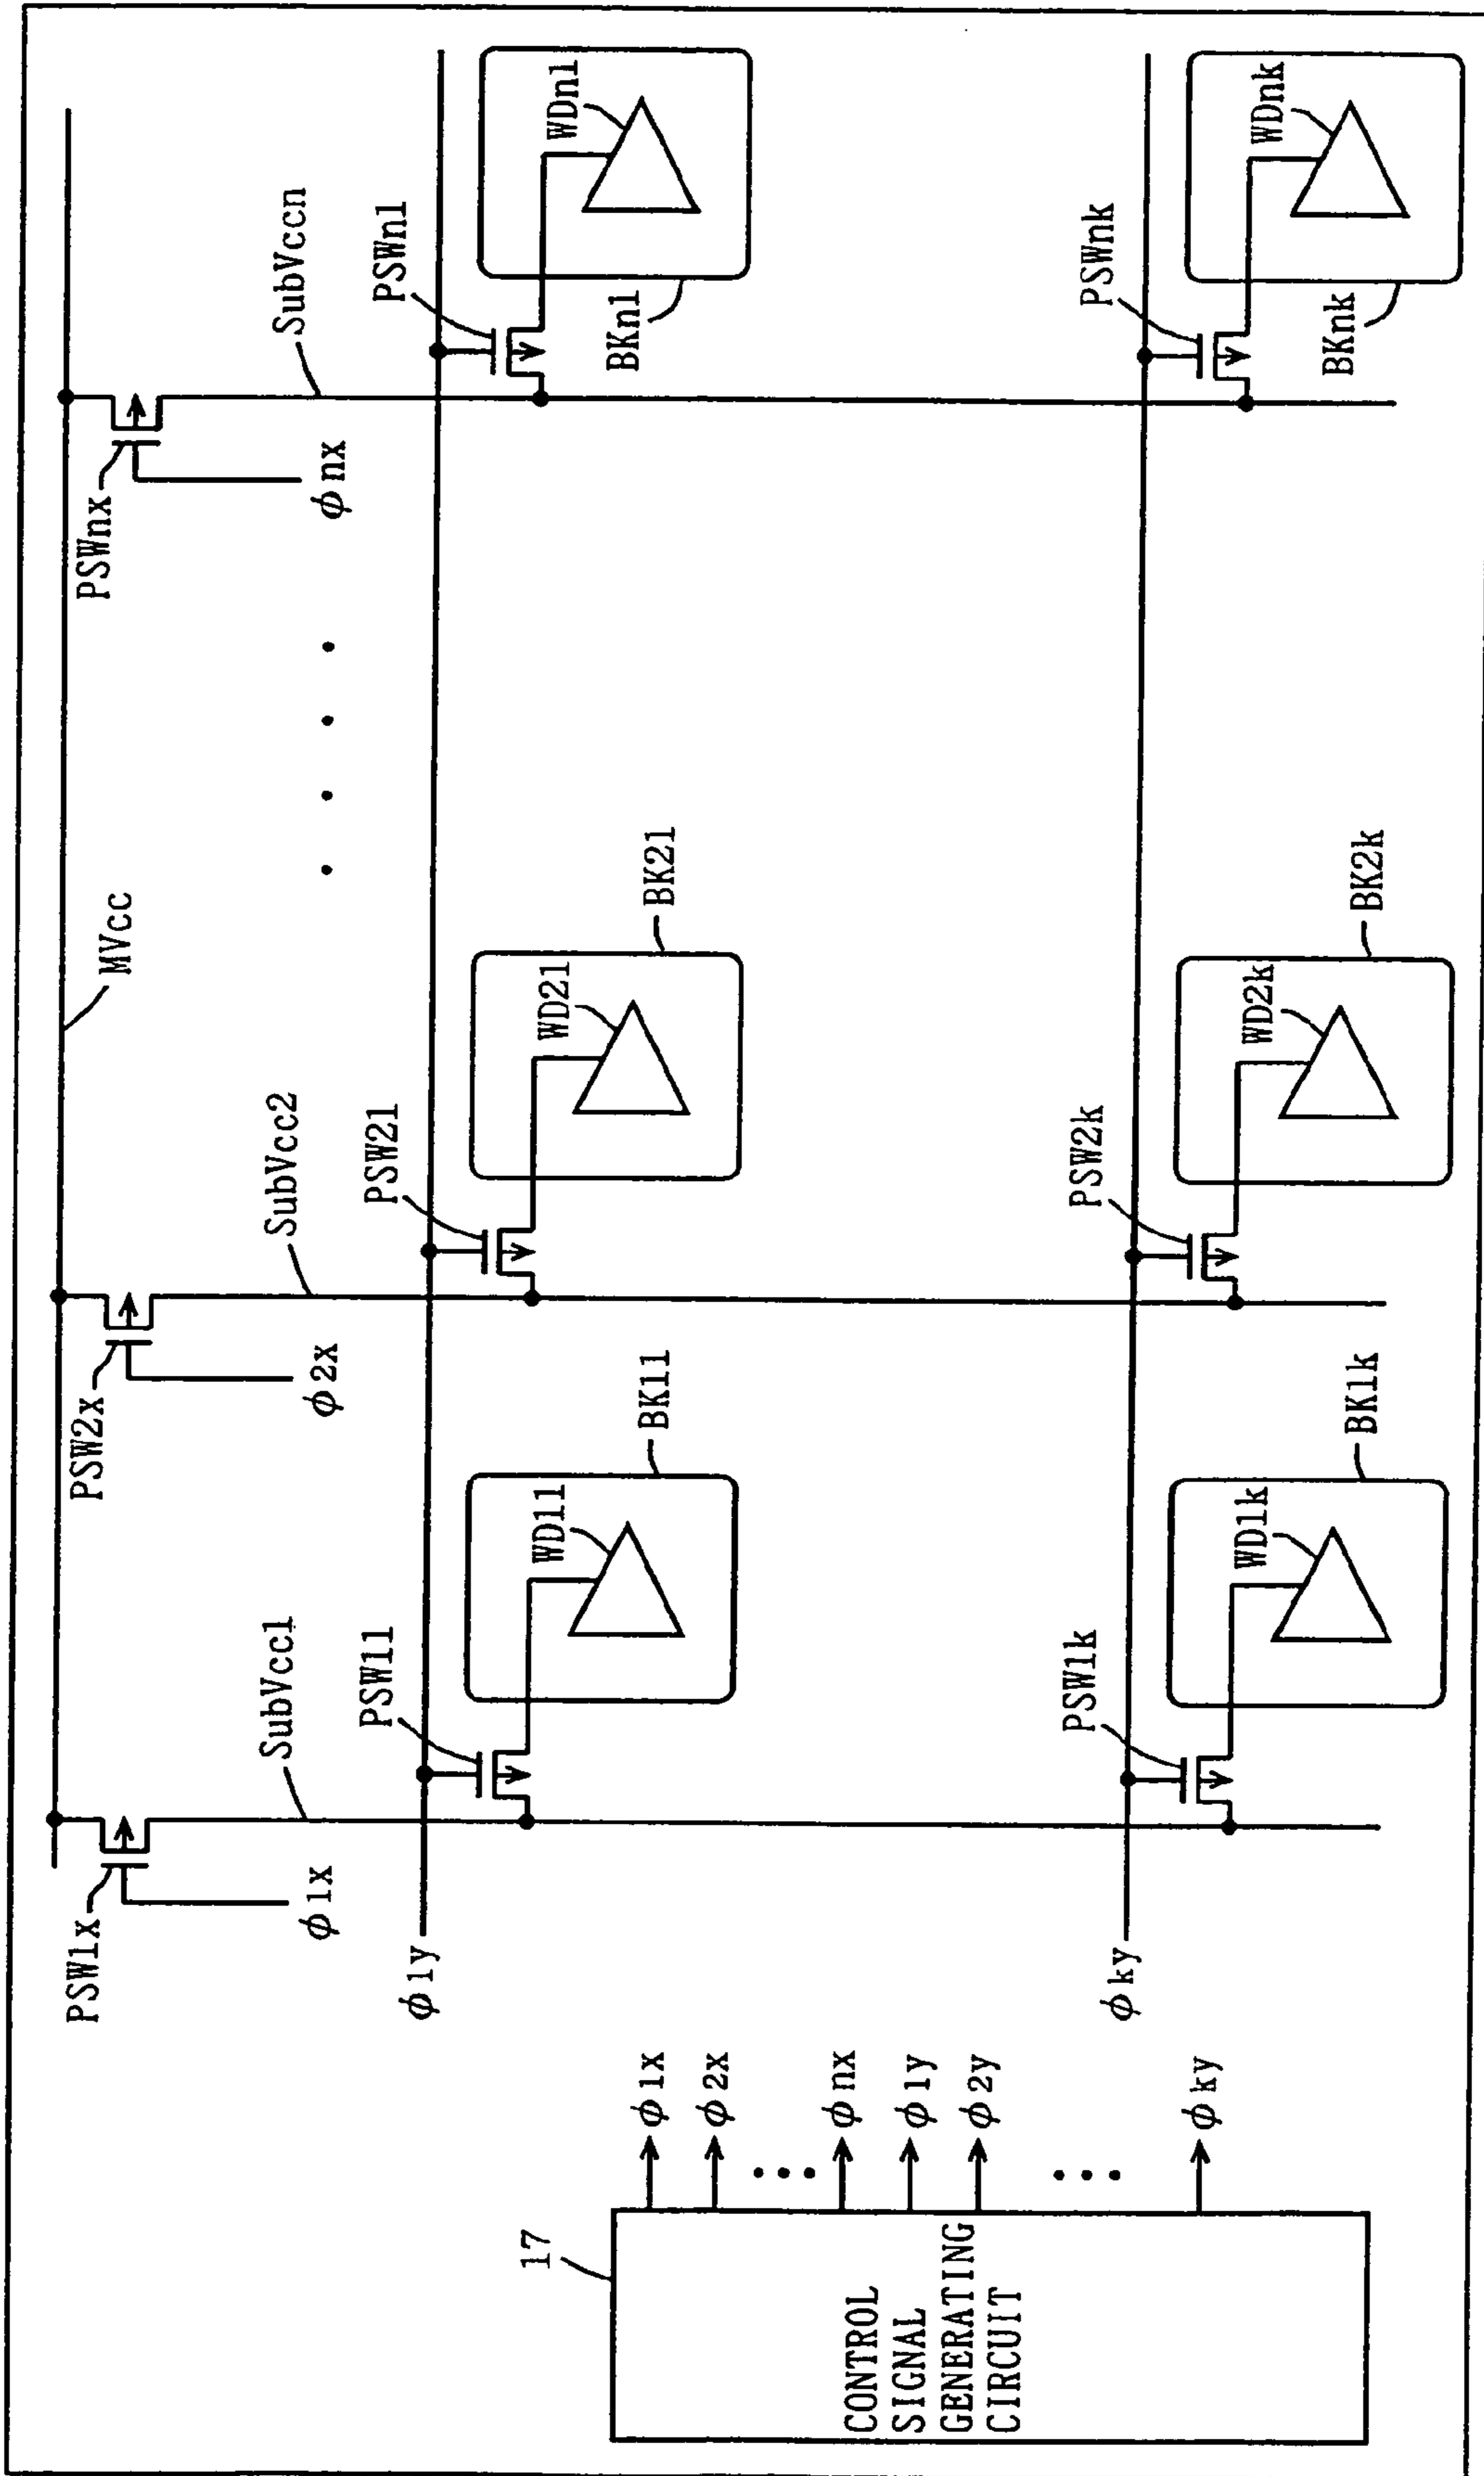 MVcc
PSW1x
PSW2x
PSWnx
φ1x
φ2x
φnx
SubVcc1
SubVcc2
SubVccn
φ1y
PSW11
PSW21
PSWn1
WD11
WD21
WDn1
BK11
BK21
BKn1
φky
PSW1k
PSW2k
PSWnk
WD1k
WD2k
WDnk
BK1k
BK2k
BKnk
17
CONTROL
SIGNAL
GENERATING
CIRCUIT
φ1x
φ2x
φnx
φ1y
φ2y
φky